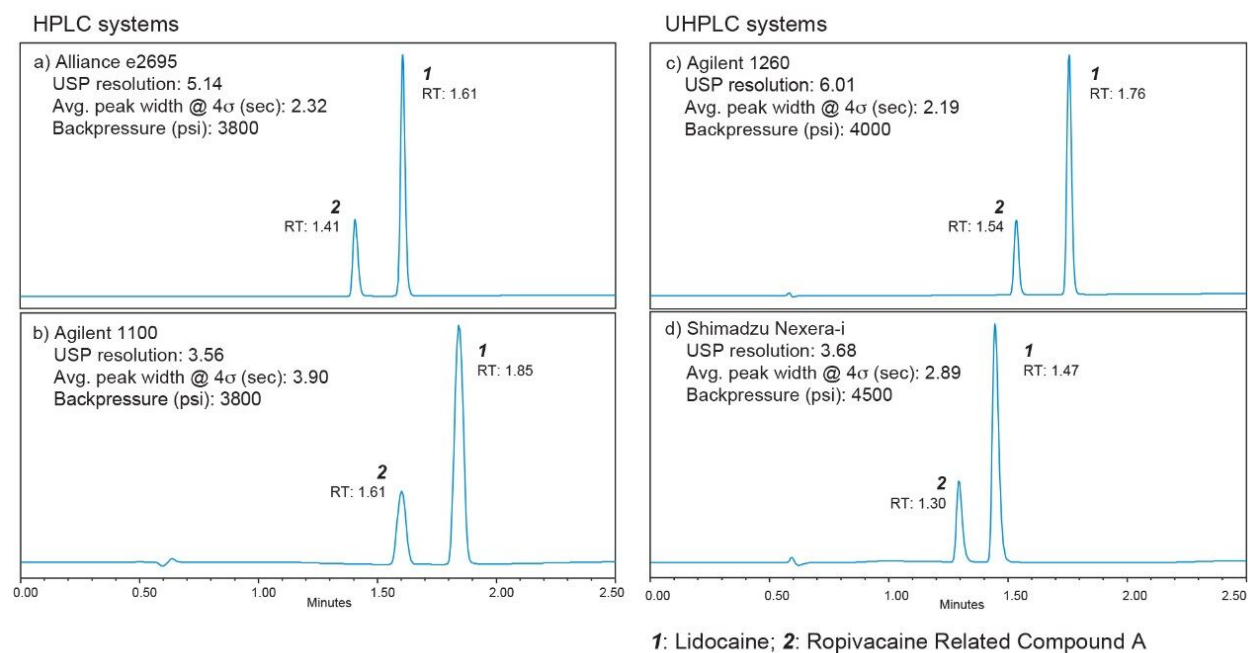 HPLC systems
a) Alliance e2695
USP resolution: 5.14
Avg. peak width @ 4σ (sec): 2.32
Backpressure (psi): 3800
1
RT: 1.61
2
RT: 1.41
b) Agilent 1100
USP resolution: 3.56
Avg. peak width @ 4σ (sec): 3.90
Backpressure (psi): 3800
1
RT: 1.85
2
RT: 1.61
0.00 0.50 1.00 1.50 2.00 2.50
Minutes
UHPLC systems
c) Agilent 1260
USP resolution: 6.01
Avg. peak width @ 4σ (sec): 2.19
Backpressure (psi): 4000
1
RT: 1.76
2
RT: 1.54
d) Shimadzu Nexera-i
USP resolution: 3.68
Avg. peak width @ 4σ (sec): 2.89
Backpressure (psi): 4500
1
RT: 1.47
2
RT: 1.30
0.00 0.50 1.00 1.50 2.00 2.50
Minutes
1: Lidocaine; 2: Ropivacaine Related Compound A